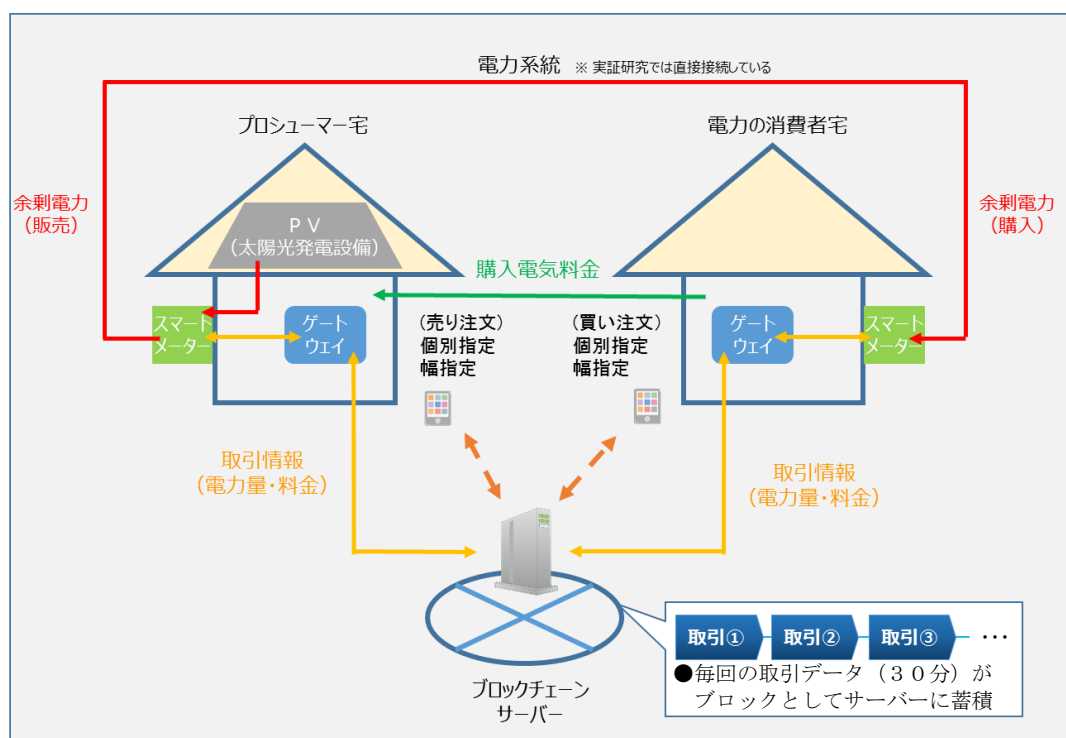 電力系統 ※ 実証研究では直接接続している
プロシューマー宅
電力の消費者宅
余剰電力
（販売）
ＰＶ
（太陽光発電設備）
余剰電力
（購入）
購入電気料金
スマート
メーター
ゲート
ウェイ
（売り注文）
個別指定
幅指定
（買い注文）
個別指定
幅指定
ゲート
ウェイ
スマート
メーター
取引情報
（電力量・料金）
取引情報
（電力量・料金）
ブロックチェーン
サーバー
取引① 取引② 取引③ …
●毎回の取引データ（３０分）が
ブロックとしてサーバーに蓄積